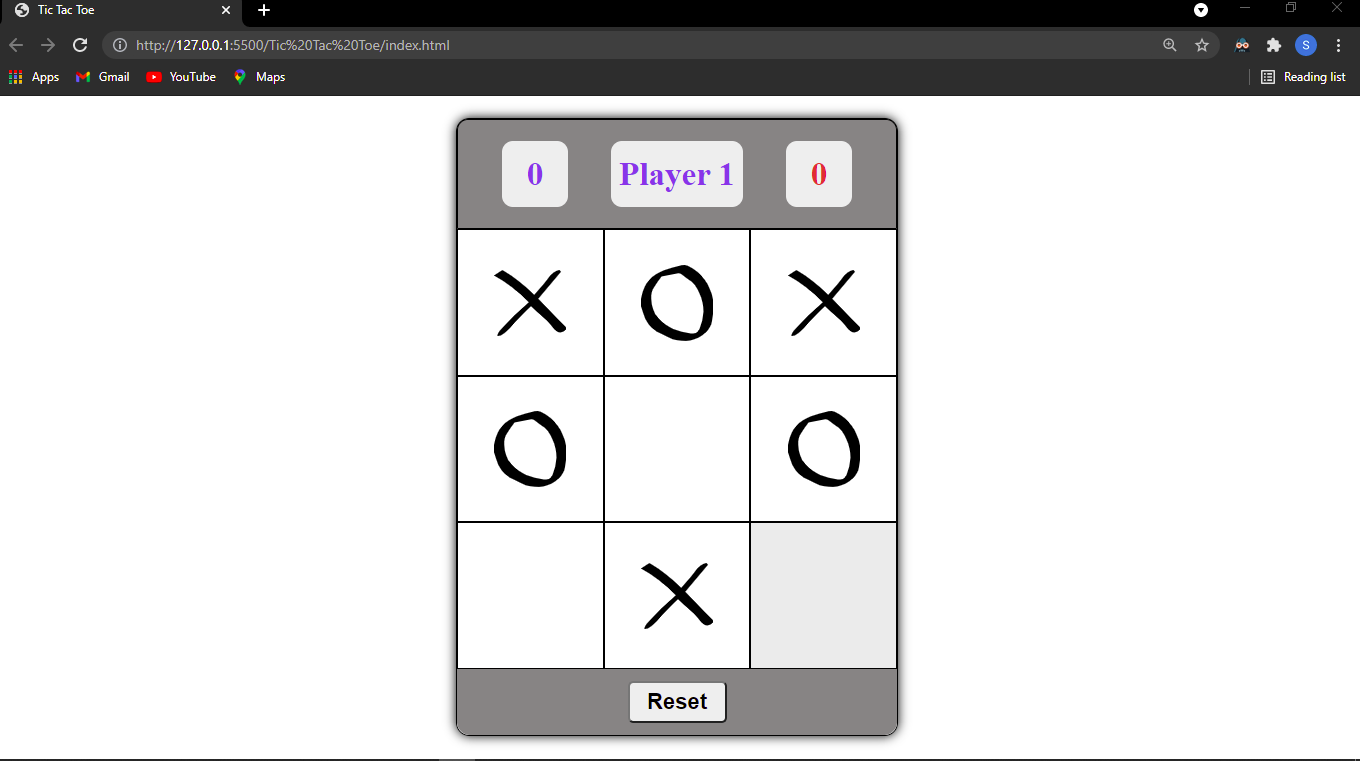 Tic Tac Toe
http://127.0.0.1:5500/Tic%20Tac%20Toe/index.html
S
Apps Gmail YouTube Maps Reading list
0 Player 1 0
X O X
O O
X
Reset